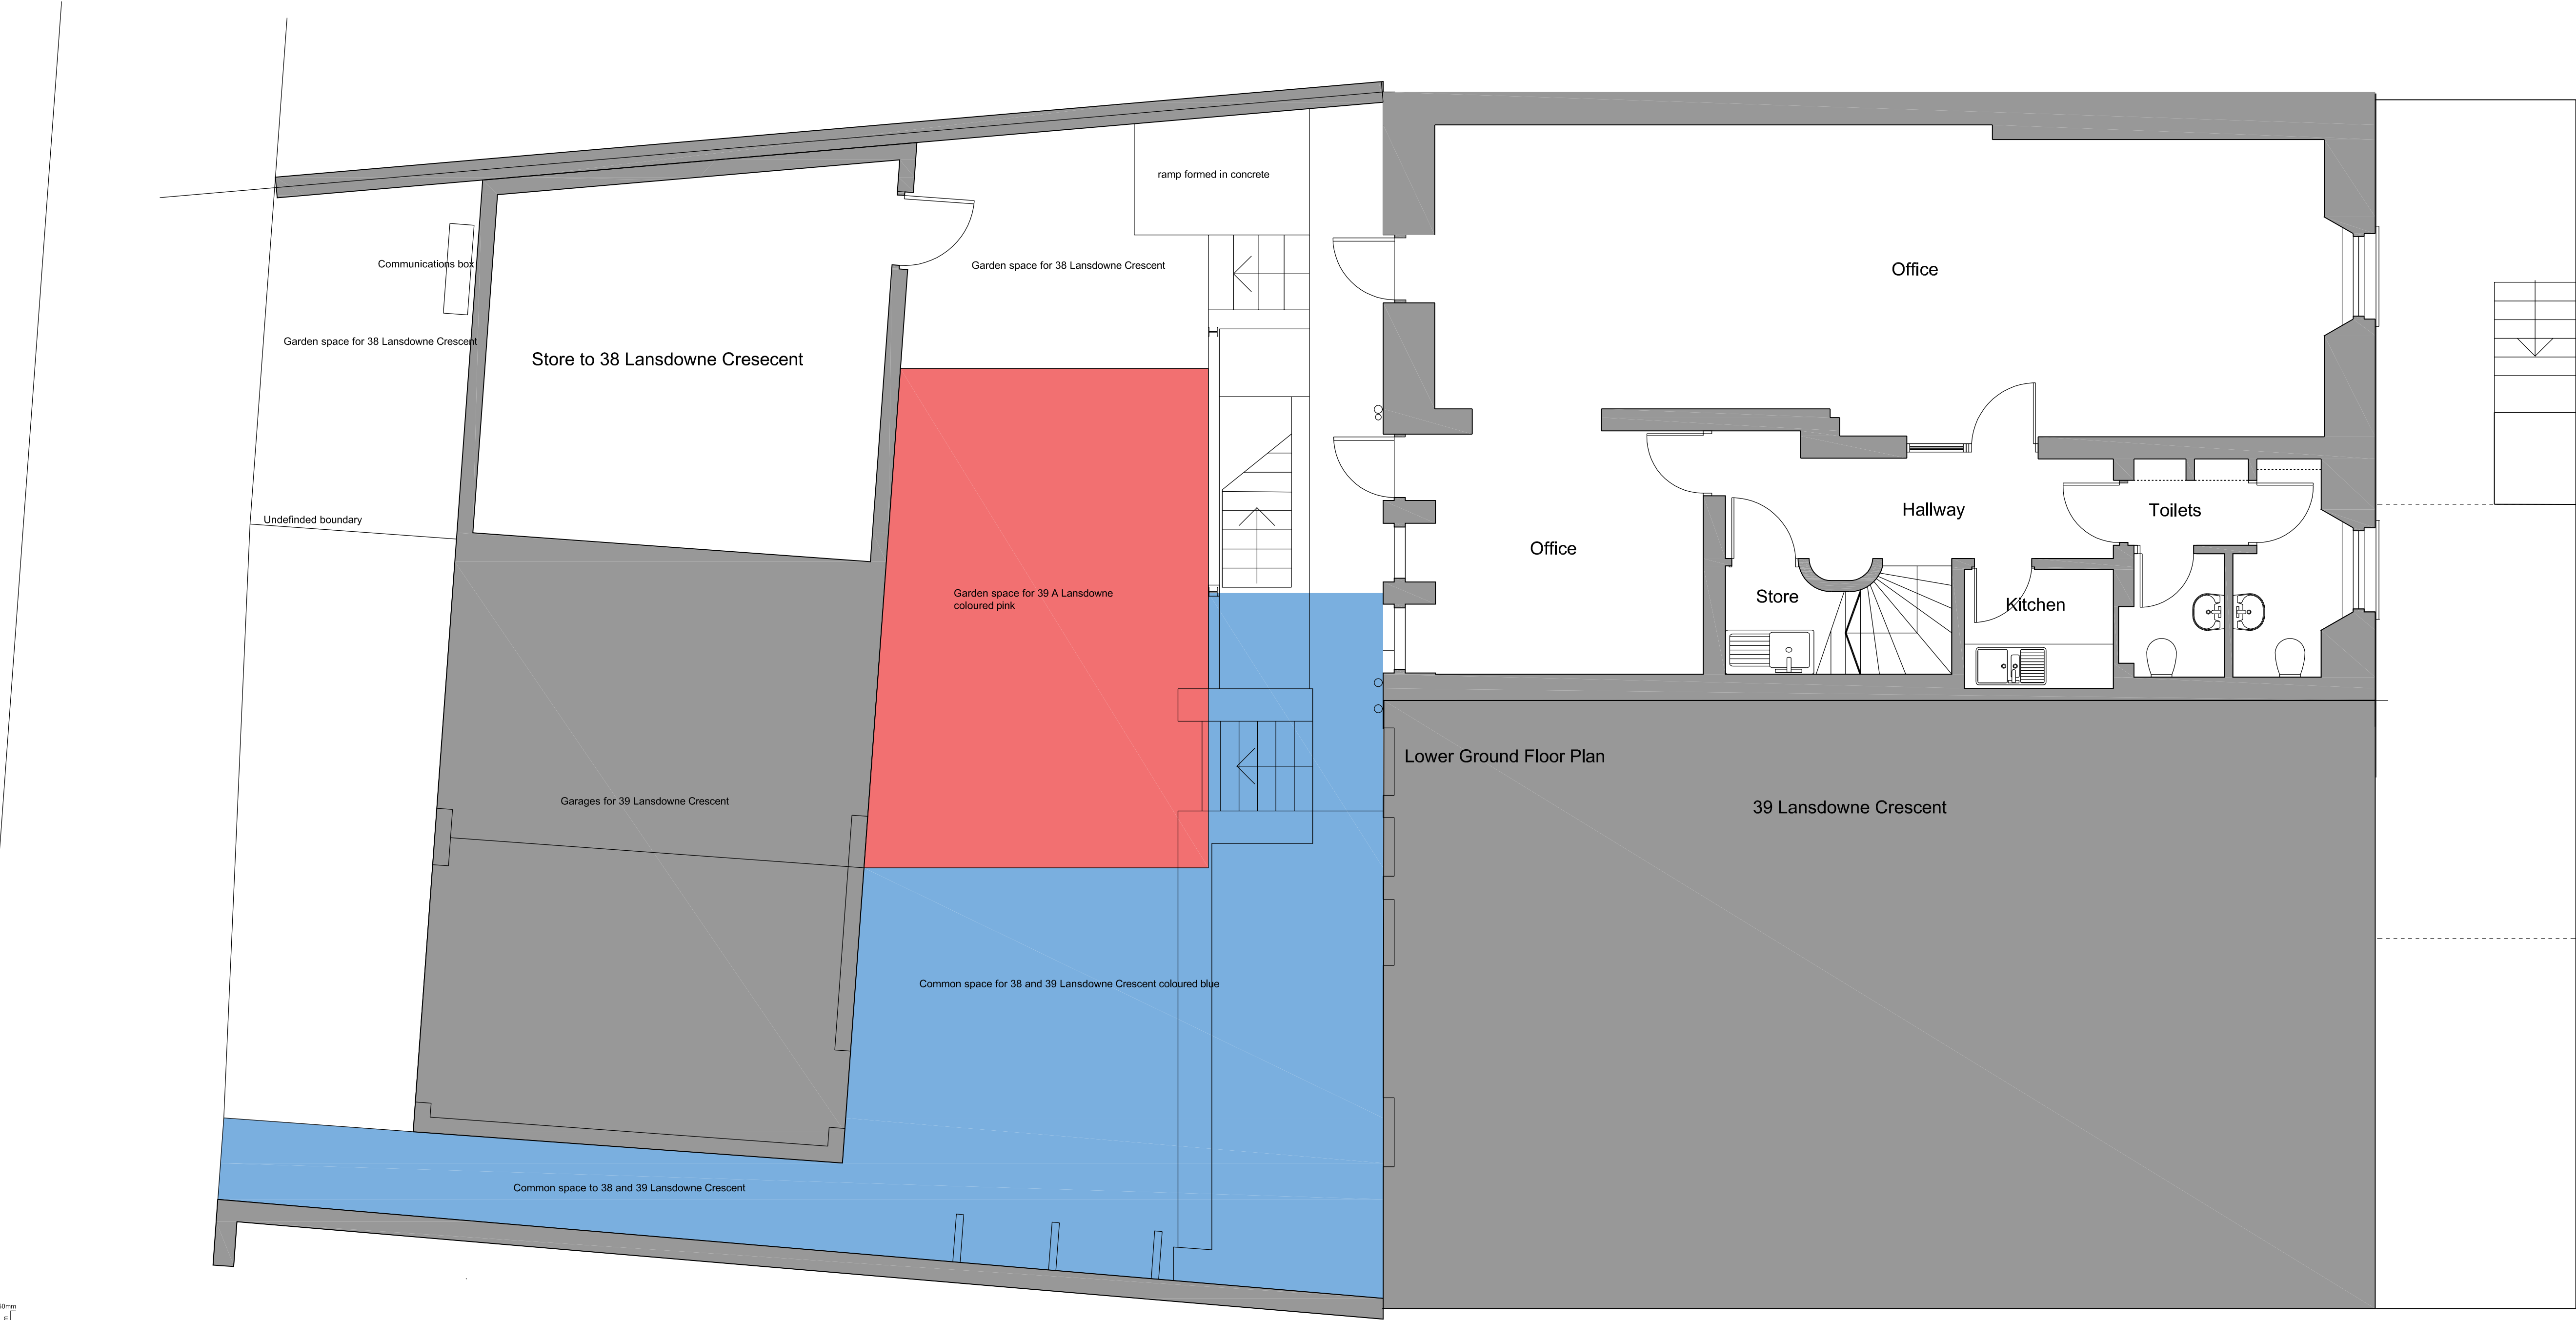 ramp formed in concrete
Communications box
Garden space for 38 Lansdowne Crescent
Office
Garden space for 38 Lansdowne Crescent
Store to 38 Lansdowne Cresecent
Undefinded boundary
Hallway
Toilets
Office
Garden space for 39 A Lansdowne
coloured pink
Store
Kitchen
Lower Ground Floor Plan
Garages for 39 Lansdowne Crescent
39 Lansdowne Crescent
Common space for 38 and 39 Lansdowne Crescent coloured blue
Common space to 38 and 39 Lansdowne Crescent